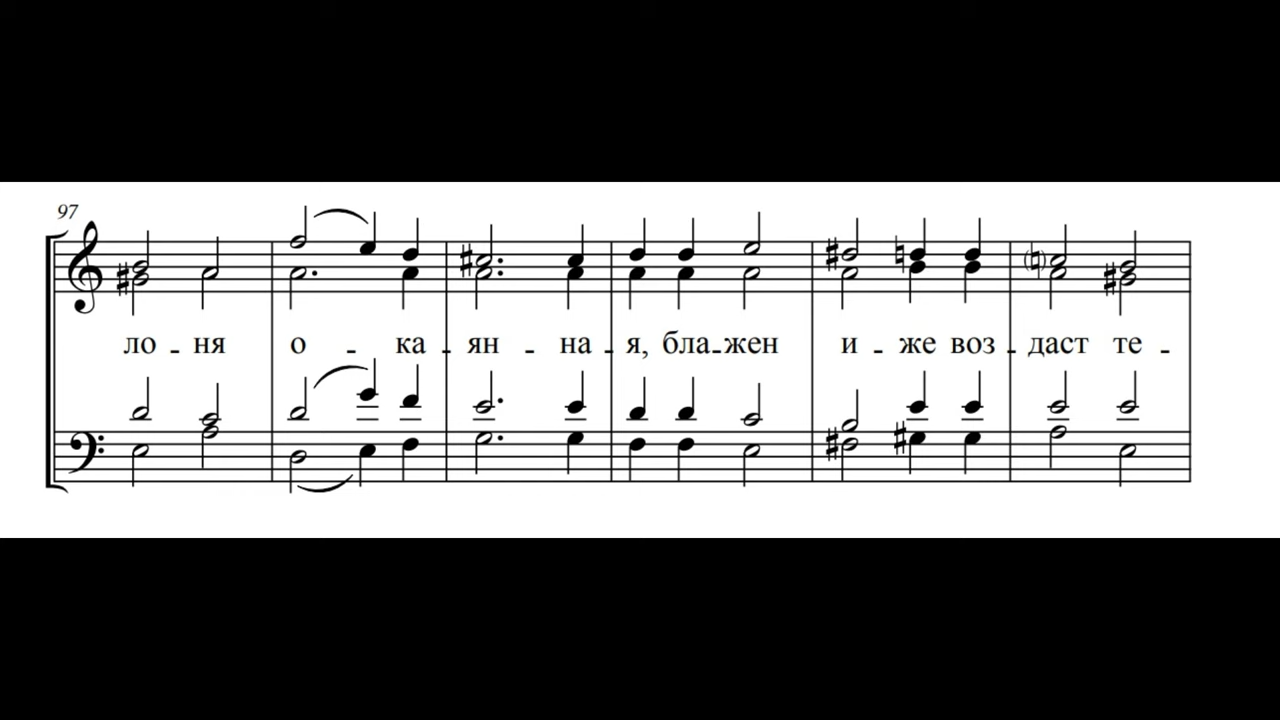 97
ло - ня о - ка - ян - на - я, бла - жен и - же воз - даст те -